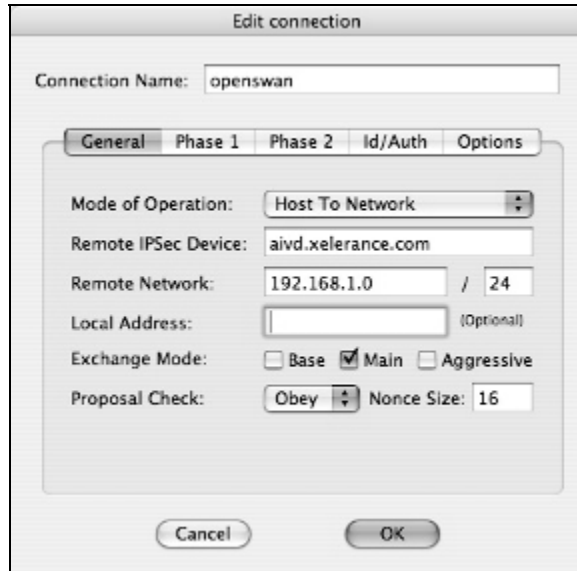 Edit connection
Connection Name: openswan
General Phase 1 Phase 2 Id/Auth Options
Mode of Operation: Host To Network
Remote IPSec Device: aivd.xelerance.com
Remote Network: 192.168.1.0 / 24
Local Address: (Optional)
Exchange Mode: Base Main Aggressive
Proposal Check: Obey Nonce Size: 16
Cancel OK